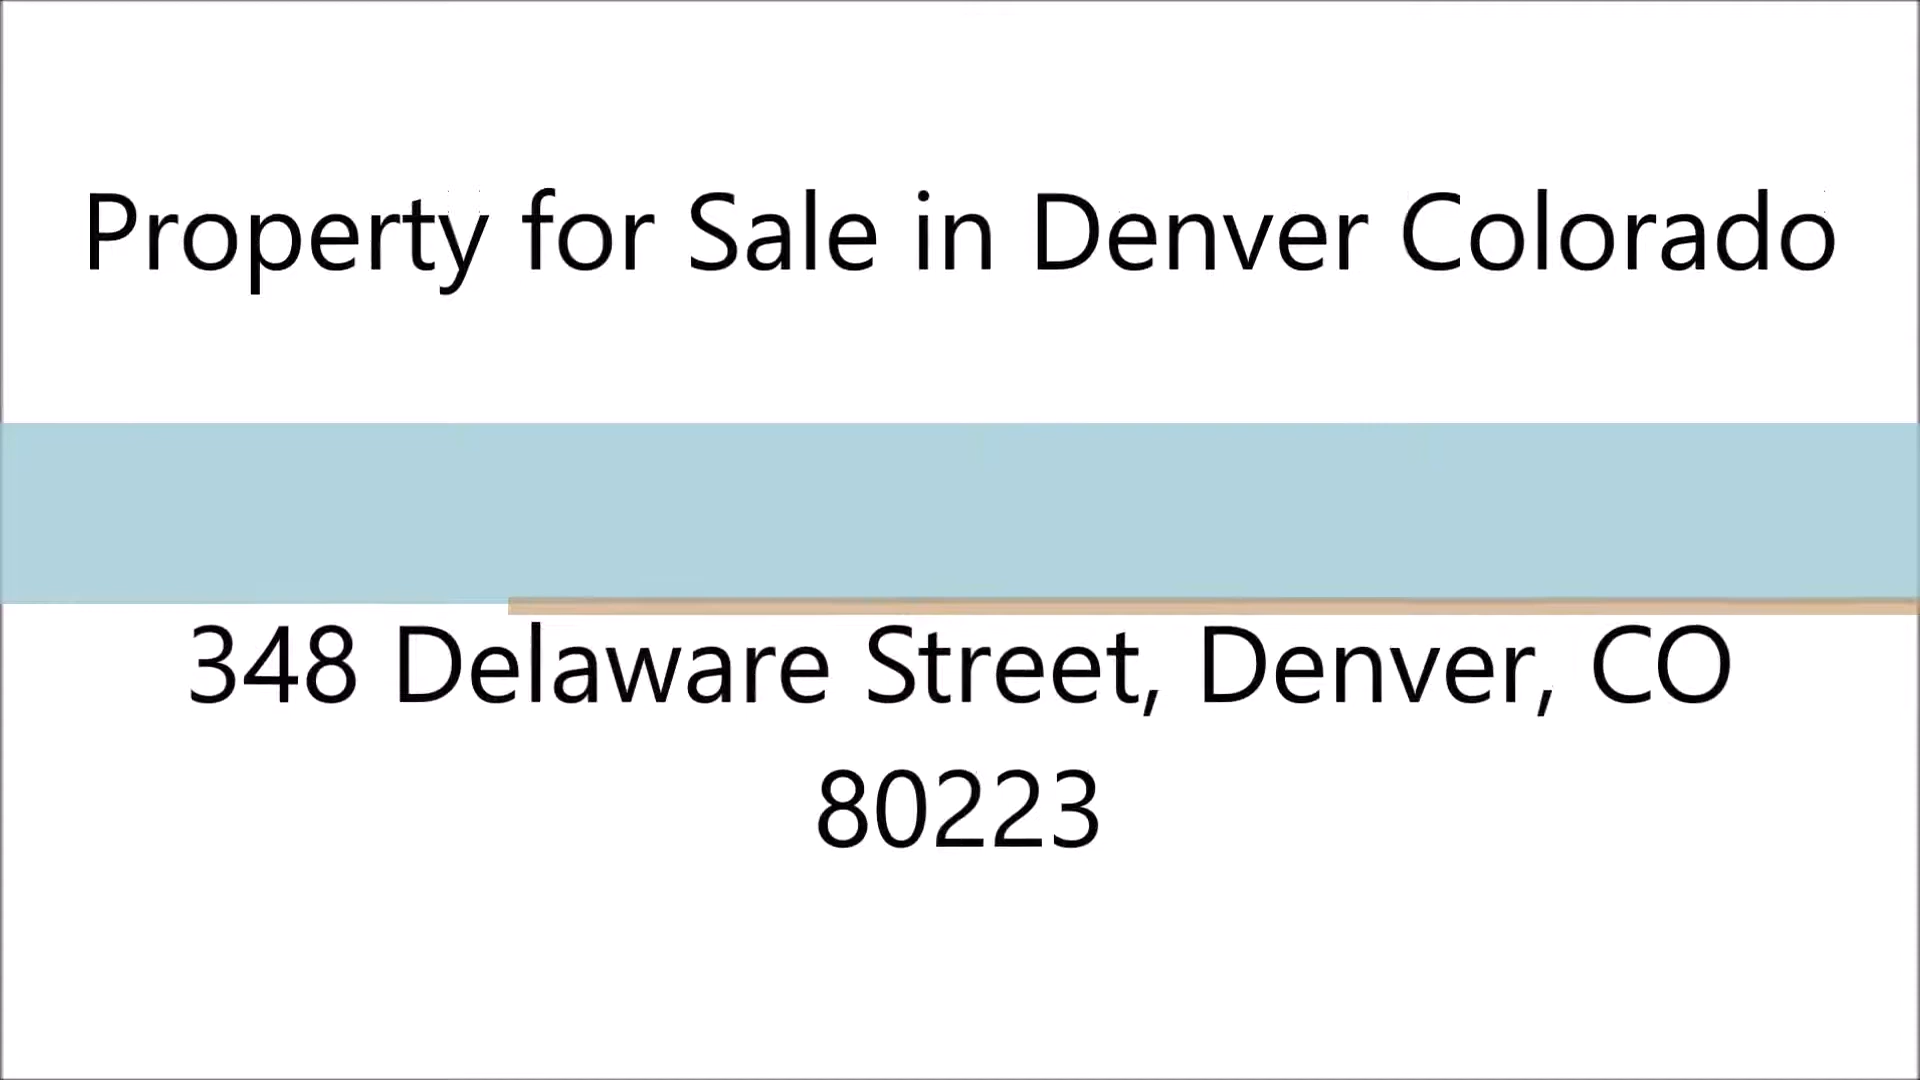 Property for Sale in Denver Colorado
348 Delaware Street, Denver, CO
80223